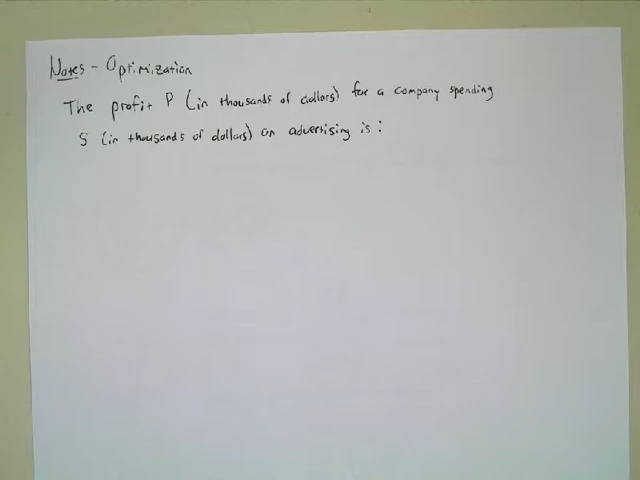 Notes - Optimization
The profit P (in thousands of dollars) for a company spending
S (in thousands of dollars) on advertising is :